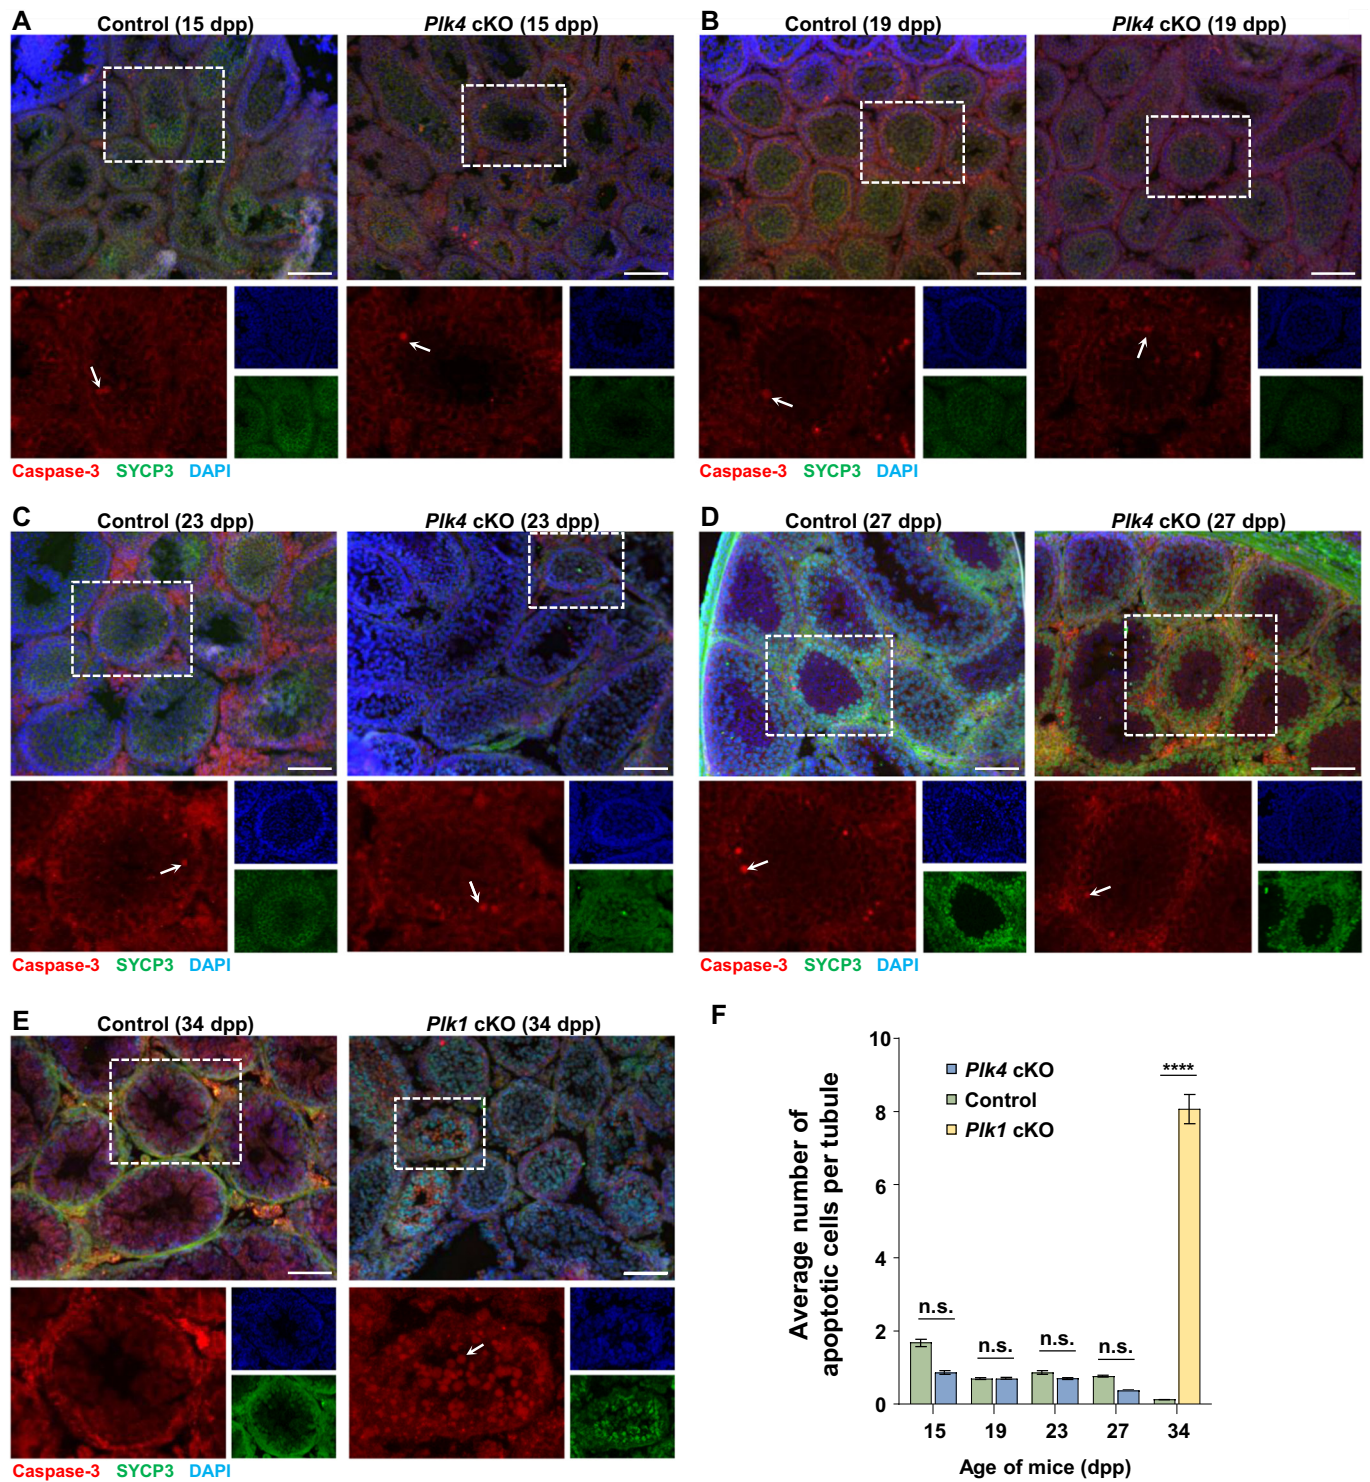 A
Control (15 dpp)
Plk4 cKO (15 dpp)
B
Control (19 dpp)
Plk4 cKO (19 dpp)
Caspase-3 SYCP3 DAPI
Caspase-3 SYCP3 DAPI
C
Control (23 dpp)
Plk4 cKO (23 dpp)
D
Control (27 dpp)
Plk4 cKO (27 dpp)
Caspase-3 SYCP3 DAPI
Caspase-3 SYCP3 DAPI
E
Control (34 dpp)
Plk1 cKO (34 dpp)
Caspase-3 SYCP3 DAPI
F
Average number of
apoptotic cells per tubule
10
8
6
4
2
0
Plk4 cKO
Control
Plk1 cKO
n.s.
n.s.
n.s.
n.s.
****
15 19 23 27 34
Age of mice (dpp)